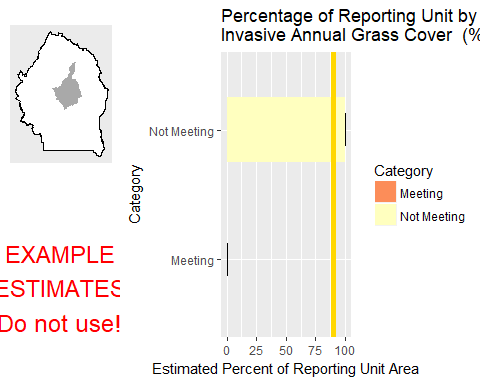 Percentage of Reporting Unit by
Invasive Annual Grass Cover (%
Not Meeting
Meeting
Category
0 25 50 75 100
Estimated Percent of Reporting Unit Area
Category
Meeting
Not Meeting
EXAMPLE
ESTIMATES
Do not use!